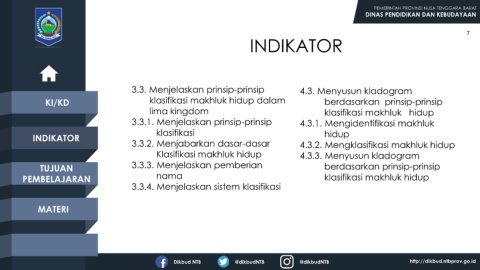 PEMERINTAH PROVINSI NUSA TENGGARA BARAT
DINAS PENDIDIKAN DAN KEBUDAYAAN
7
INDIKATOR
KI/KD
INDIKATOR
TUJUAN
PEMBELAJARAN
MATERI
3.3. Menjelaskan prinsip-prinsip
klasifikasi makhluk hidup dalam
lima kingdom
3.3.1. Menjelaskan prinsip-prinsip
klasifikasi
3.3.2. Menjabarkan dasar-dasar
Klasifikasi makhluk hidup
3.3.3. Menjelaskan pemberian
nama
3.3.4. Menjelaskan sistem klasifikasi
4.3. Menyusun kladogram
berdasarkan prinsip-prinsip
klasifikasi makhluk hidup
4.3.1. Mengidentifikasi makhluk
hidup
4.3.2. Mengklasifikasi makhluk hidup
4.3.3. Menyusun kladogram
berdasarkan prinsip-prinsip
klasifikasi makhluk hidup
Dikbud NTB
@dikbudNTB
@dikbudNTB
http://dikbud.ntbprov.go.id